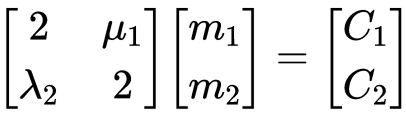 [2 μ₁; λ₂ 2] [m₁; m₂] = [C₁; C₂]